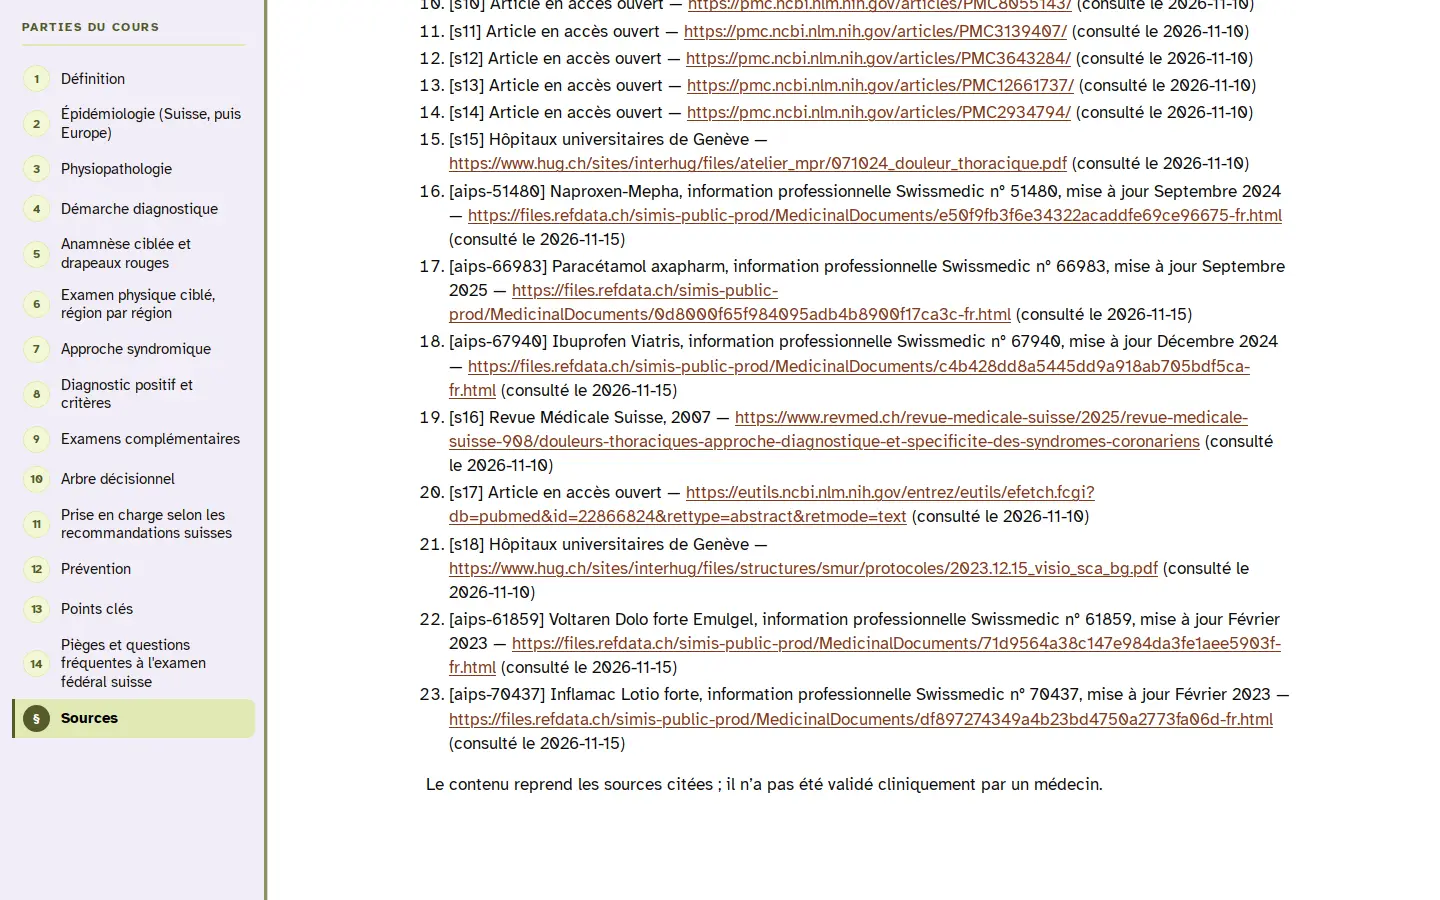 PARTIES DU COURS
1 Définition
2 Épidémiologie (Suisse, puis
Europe)
3 Physiopathologie
4 Démarche diagnostique
5 Anamnèse ciblée et
drapeaux rouges
6 Examen physique ciblé,
région par région
7 Approche syndromique
8 Diagnostic positif et
critères
9 Examens complémentaires
10 Arbre décisionnel
11 Prise en charge selon les
recommandations suisses
12 Prévention
13 Points clés
14 Pièges et questions
fréquentes à l'examen
fédéral suisse
§ Sources
10. [s10] Article en accès ouvert — https://pmc.ncbi.nlm.nih.gov/articles/PMC8055143/ (consulté le 2026-11-10)
11. [s11] Article en accès ouvert — https://pmc.ncbi.nlm.nih.gov/articles/PMC3139407/ (consulté le 2026-11-10)
12. [s12] Article en accès ouvert — https://pmc.ncbi.nlm.nih.gov/articles/PMC3643284/ (consulté le 2026-11-10)
13. [s13] Article en accès ouvert — https://pmc.ncbi.nlm.nih.gov/articles/PMC12661737/ (consulté le 2026-11-10)
14. [s14] Article en accès ouvert — https://pmc.ncbi.nlm.nih.gov/articles/PMC2934794/ (consulté le 2026-11-10)
15. [s15] Hôpitaux universitaires de Genève —
https://www.hug.ch/sites/interhug/files/atelier_mpr/071024_douleur_thoracique.pdf (consulté le 2026-11-10)
16. [aips-51480] Naproxen-Mepha, information professionnelle Swissmedic n° 51480, mise à jour Septembre 2024
— https://files.refdata.ch/simis-public-prod/MedicinalDocuments/e50f9fb3f6e34322acaddfe69ce96675-fr.html
(consulté le 2026-11-15)
17. [aips-66983] Paracétamol axapharm, information professionnelle Swissmedic n° 66983, mise à jour Septembre
2025 — https://files.refdata.ch/simis-public-
prod/MedicinalDocuments/0d8000f65f984095adb4b8900f17ca3c-fr.html (consulté le 2026-11-15)
18. [aips-67940] Ibuprofen Viatris, information professionnelle Swissmedic n° 67940, mise à jour Décembre 2024
— https://files.refdata.ch/simis-public-prod/MedicinalDocuments/c4b428dd8a5445dd9a918ab705bdf5ca-
fr.html (consulté le 2026-11-15)
19. [s16] Revue Médicale Suisse, 2007 — https://www.revmed.ch/revue-medicale-suisse/2025/revue-medicale-
suisse-908/douleurs-thoraciques-approche-diagnostique-et-specificite-des-syndromes-coronariens (consulté
le 2026-11-10)
20. [s17] Article en accès ouvert — https://eutils.ncbi.nlm.nih.gov/entrez/eutils/efetch.fcgi?
db=pubmed&id=22866824&rettype=abstract&retmode=text (consulté le 2026-11-10)
21. [s18] Hôpitaux universitaires de Genève —
https://www.hug.ch/sites/interhug/files/structures/smur/protocoles/2023.12.15_visio_sca_bg.pdf (consulté le
2026-11-10)
22. [aips-61859] Voltaren Dolo forte Emulgel, information professionnelle Swissmedic n° 61859, mise à jour Février
2023 — https://files.refdata.ch/simis-public-prod/MedicinalDocuments/71d9564a38c147e984da3fe1aee5903f-
fr.html (consulté le 2026-11-15)
23. [aips-70437] Inflamac Lotio forte, information professionnelle Swissmedic n° 70437, mise à jour Février 2023 —
https://files.refdata.ch/simis-public-prod/MedicinalDocuments/df897274349a4b23bd4750a2773fa06d-fr.html
(consulté le 2026-11-15)
Le contenu reprend les sources citées ; il n’a pas été validé cliniquement par un médecin.